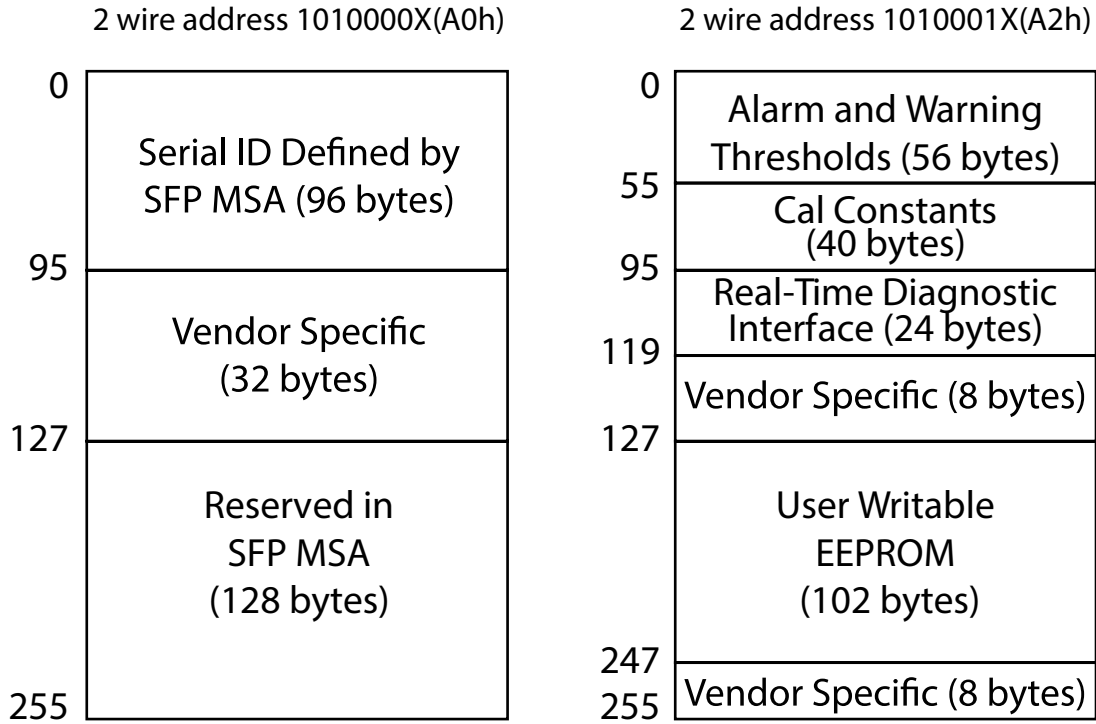 2 wire address 1010000X(A0h)
0
Serial ID Defined by
SFP MSA (96 bytes)
95
Vendor Specific
(32 bytes)
127
Reserved in
SFP MSA
(128 bytes)
255
2 wire address 1010001X(A2h)
0
Alarm and Warning
Thresholds (56 bytes)
55
Cal Constants
(40 bytes)
95
Real-Time Diagnostic
Interface (24 bytes)
119
Vendor Specific (8 bytes)
127
User Writable
EEPROM
(102 bytes)
247
Vendor Specific (8 bytes)
255